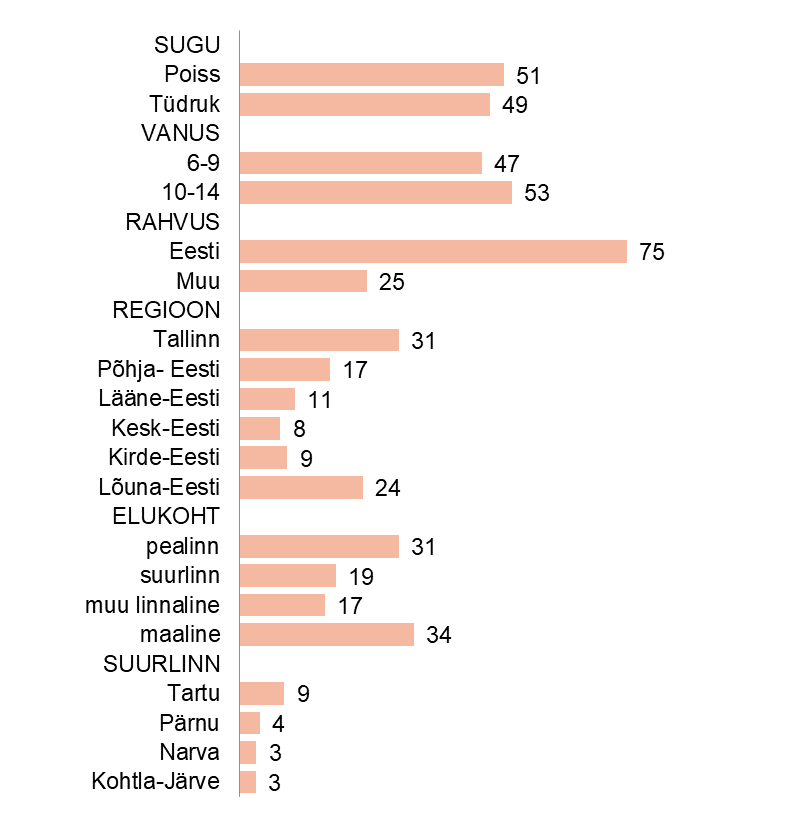 SUGU
Poiss 51
Tüdruk 49
VANUS
6-9 47
10-14 53
RAHVUS
Eesti 75
Muu 25
REGIOON
Tallinn 31
Põhja- Eesti 17
Lääne-Eesti 11
Kesk-Eesti 8
Kirde-Eesti 9
Lõuna-Eesti 24
ELUKOHT
pealinn 31
suurlinn 19
muu linnaline 17
maaline 34
SUURLINN
Tartu 9
Pärnu 4
Narva 3
Kohtla-Järve 3